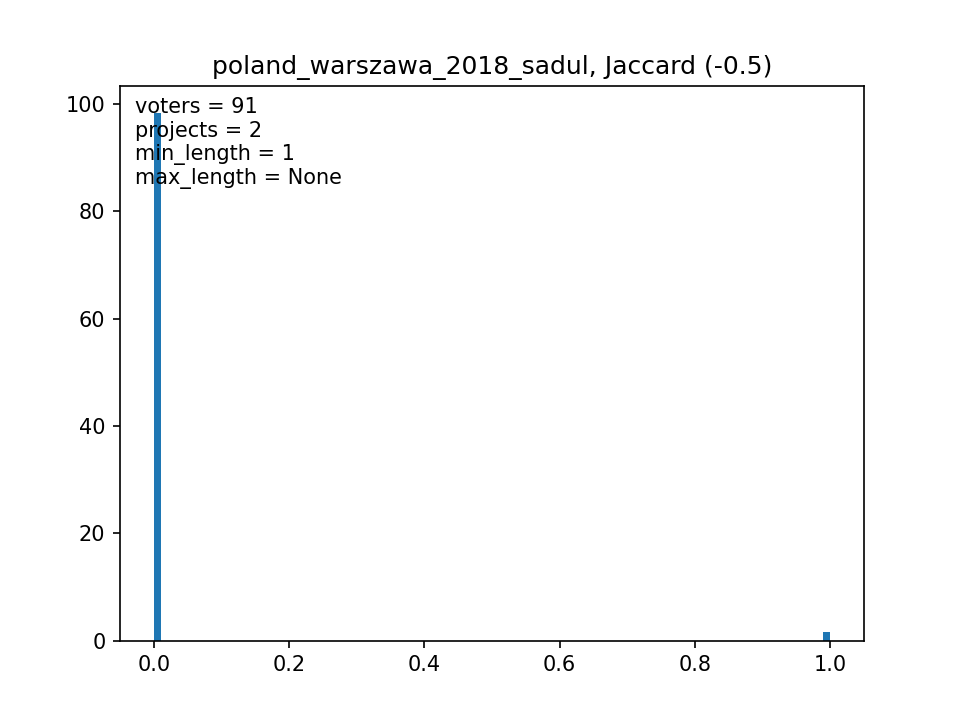 poland_warszawa_2018_sadul, Jaccard (-0.5)
voters = 91
projects = 2
min_length = 1
max_length = None
100
80
60
40
20
0
0.0 0.2 0.4 0.6 0.8 1.0